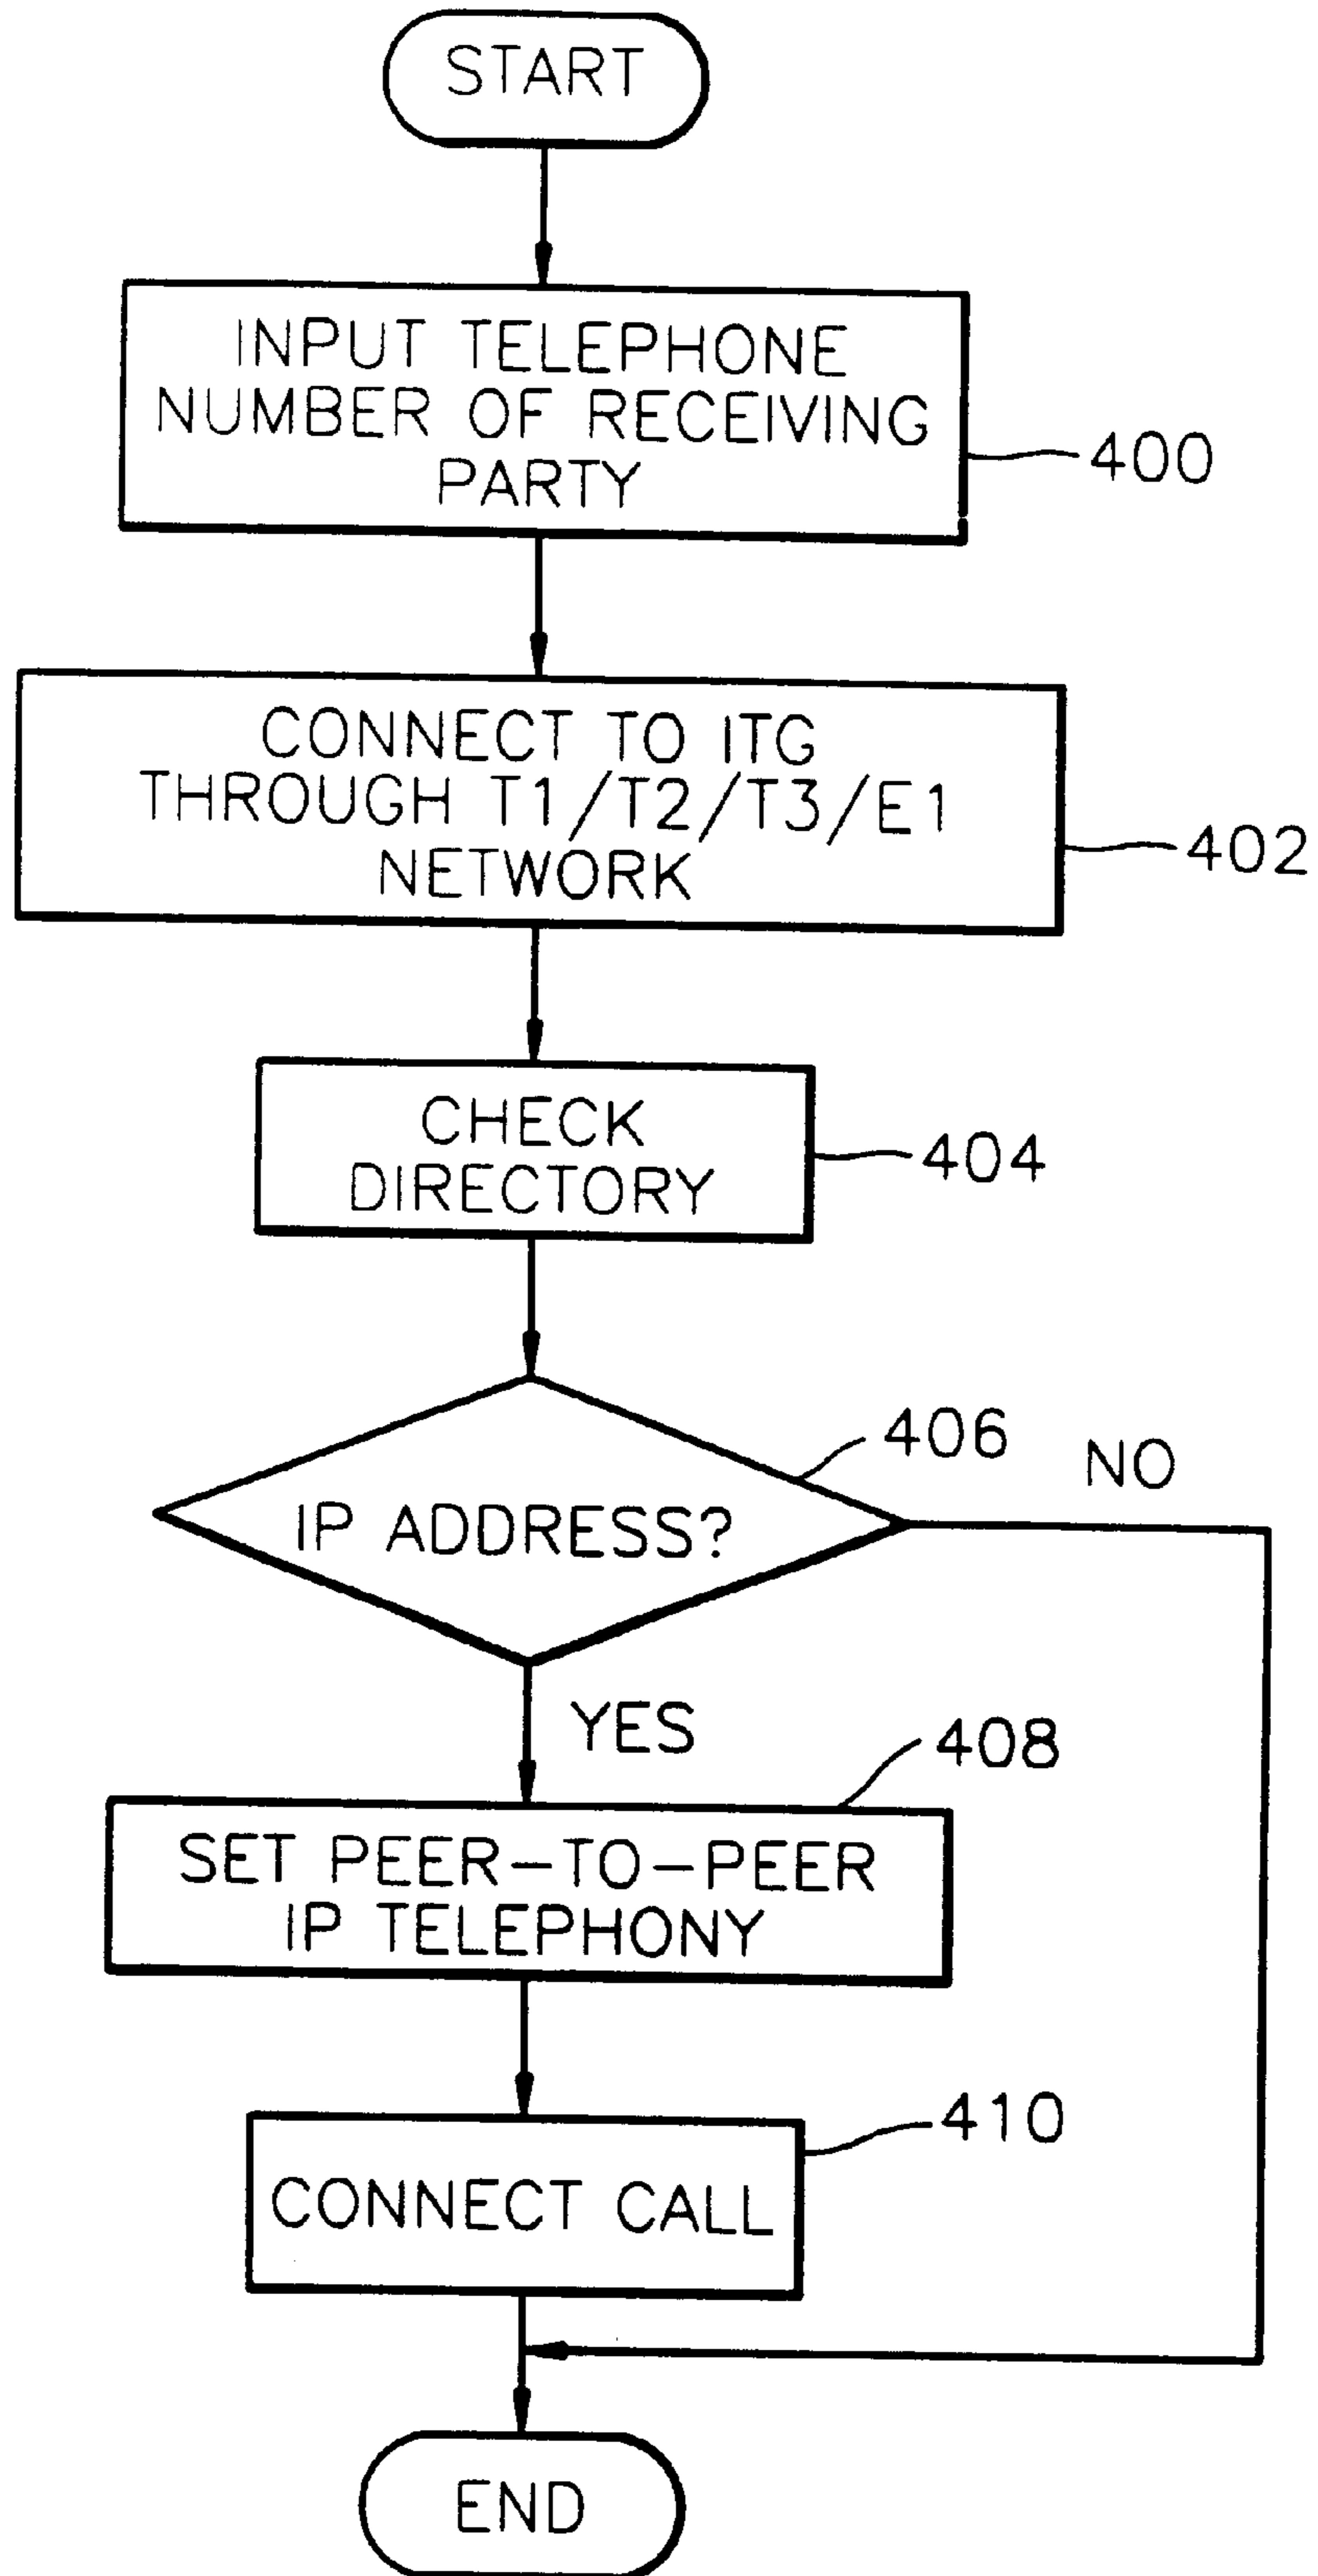 START
INPUT TELEPHONE
NUMBER OF RECEIVING
PARTY
400
CONNECT TO ITG
THROUGH T1/T2/T3/E1
NETWORK
402
CHECK
DIRECTORY
404
406
NO
IP ADDRESS?
YES
408
SET PEER-TO-PEER
IP TELEPHONY
410
CONNECT CALL
END